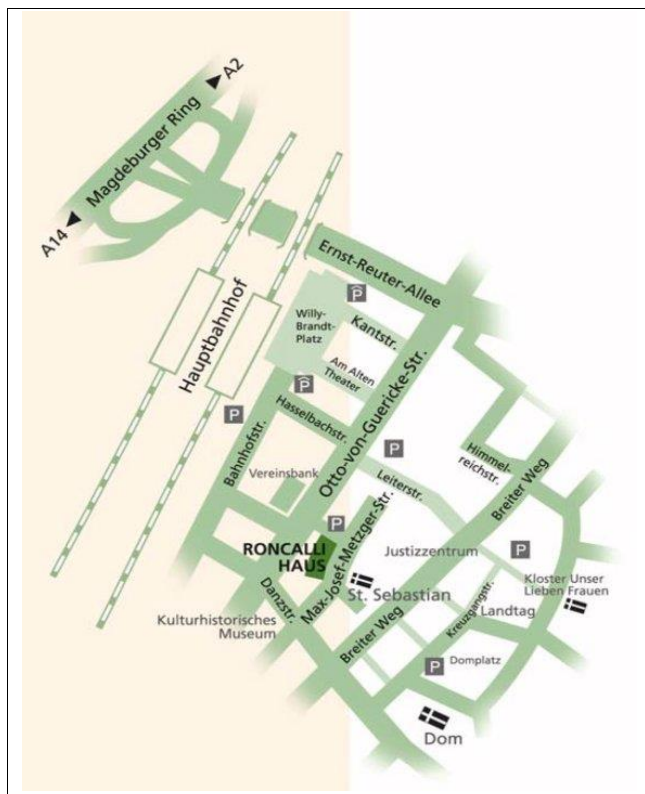 A2
Magdeburger Ring
A14
Ernst-Reuter-Allee
Hauptbahnhof
P
Willy-
Brandt-
Platz
Kantstr.
Am Alten
Theater
P
P
Hasselbachstr.
Otto-von-Guericke-Str.
Bahnhofstr.
P
Himmel-
reichstr.
Vereinsbank
Leiterstr.
Breiter Weg
P
RONCALLI
HAUS
Max-Josef-Metzger-Str.
Justizzentrum
P
Kloster Unser
Lieben Frauen
St. Sebastian
Danzstr.
Kreuzgangstr.
Landtag
Kulturhistorisches
Museum
Breiter Weg
P
Domplatz
Dom